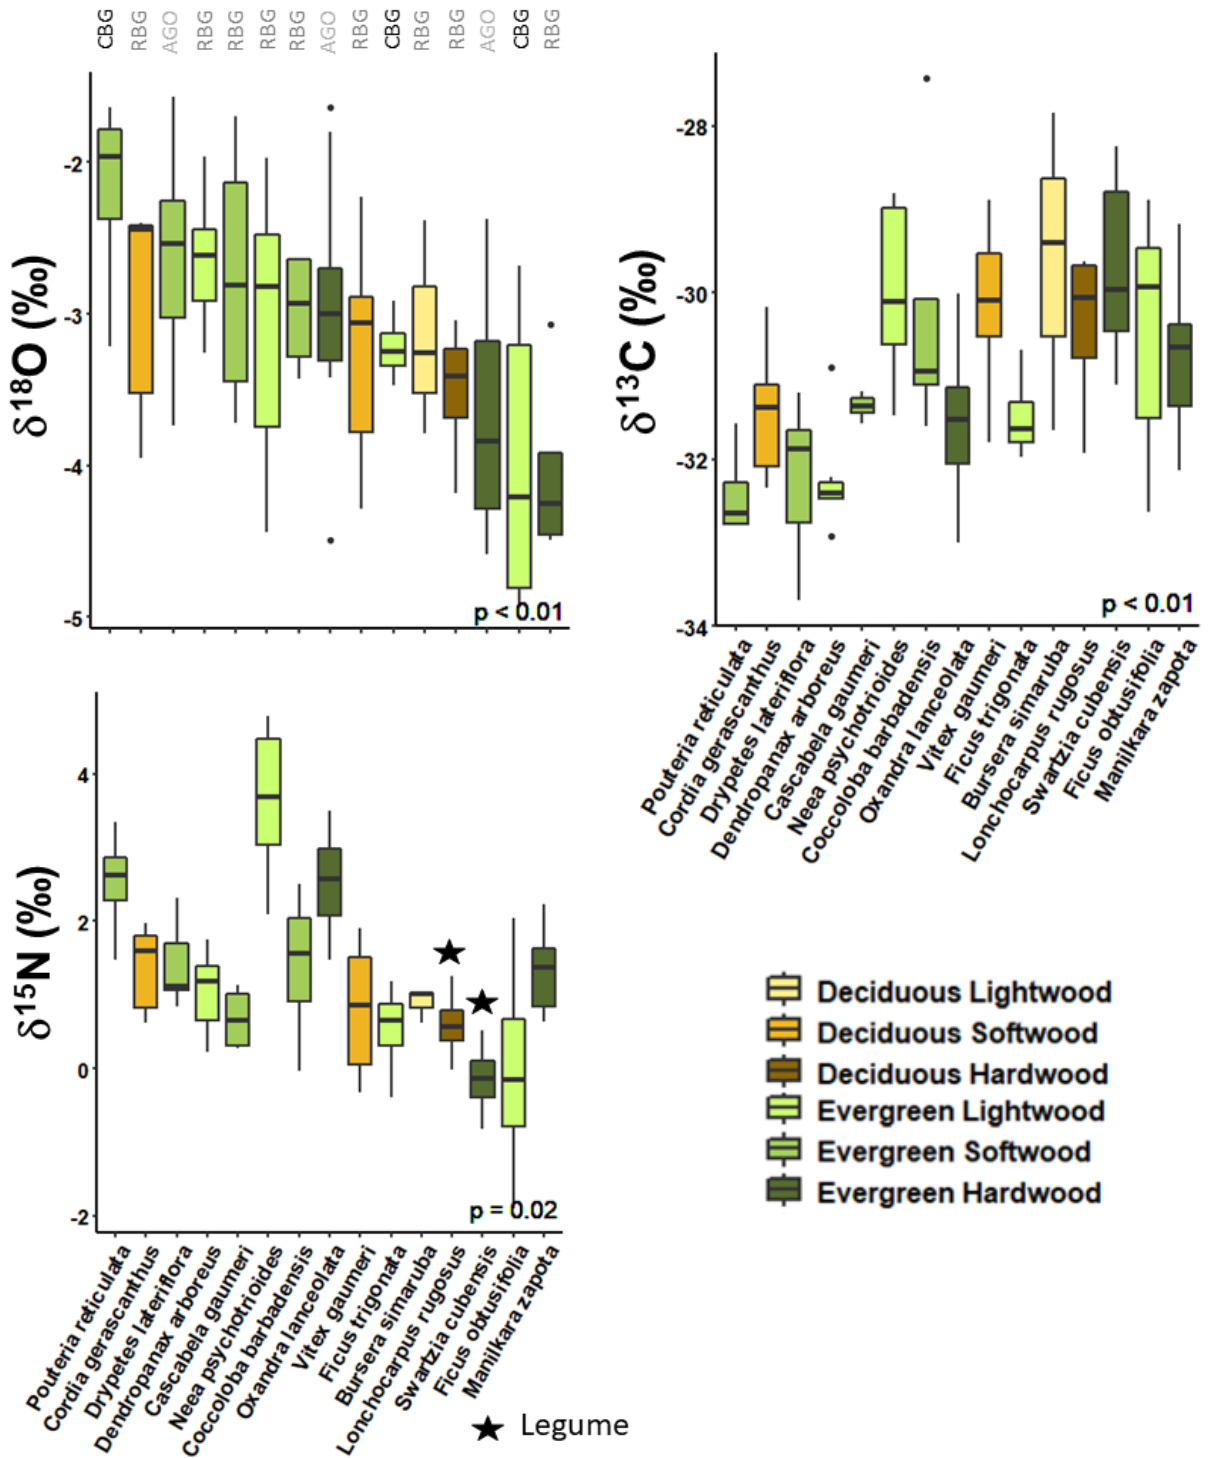 CBG
RBG
AGO
RBG
RBG
RBG
RBG
AGO
RBG
CBG
RBG
RBG
AGO
CBG
RBG
δ18O (‰)
-2
-3
-4
-5
p < 0.01
δ13C (‰)
-28
-30
-32
-34
p < 0.01
Pouteria reticulata
Cordia gerascanthus
Drypetes lateriflora
Dendropanax arboreus
Cascabela gaumeri
Neea psychotrioides
Coccoloba barbadensis
Oxandra lanceolata
Vitex gaumeri
Ficus trigonata
Bursera simaruba
Lonchocarpus rugosus
Swartzia cubensis
Ficus obtusifolia
Manilkara zapota
δ15N (‰)
4
2
0
-2
p = 0.02
Pouteria reticulata
Cordia gerascanthus
Drypetes lateriflora
Dendropanax arboreus
Cascabela gaumeri
Neea psychotrioides
Coccoloba barbadensis
Oxandra lanceolata
Vitex gaumeri
Ficus trigonata
Bursera simaruba
Lonchocarpus rugosus
Swartzia cubensis
Ficus obtusifolia
Manilkara zapota
Deciduous Lightwood
Deciduous Softwood
Deciduous Hardwood
Evergreen Lightwood
Evergreen Softwood
Evergreen Hardwood
★ Legume